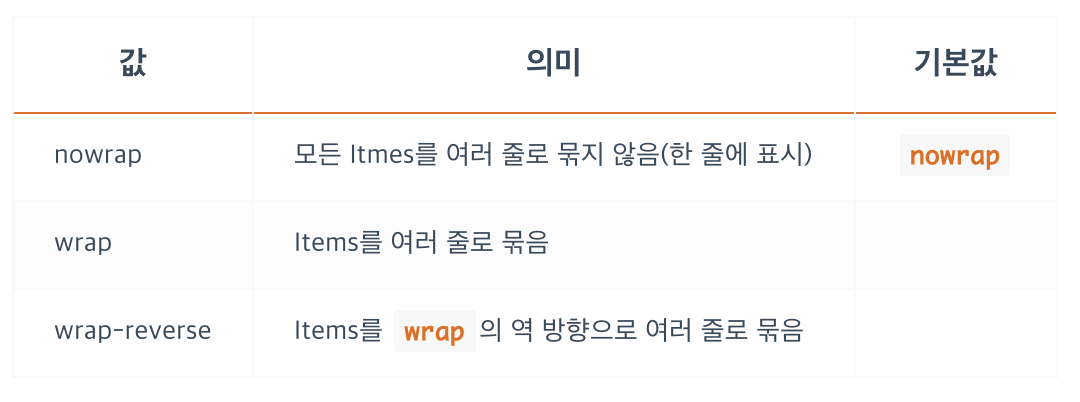 값 의미 기본값
nowrap 모든 Itmes를 여러 줄로 묶지 않음(한 줄에 표시) nowrap
wrap Items를 여러 줄로 묶음
wrap-reverse Items를 wrap 의 역 방향으로 여러 줄로 묶음